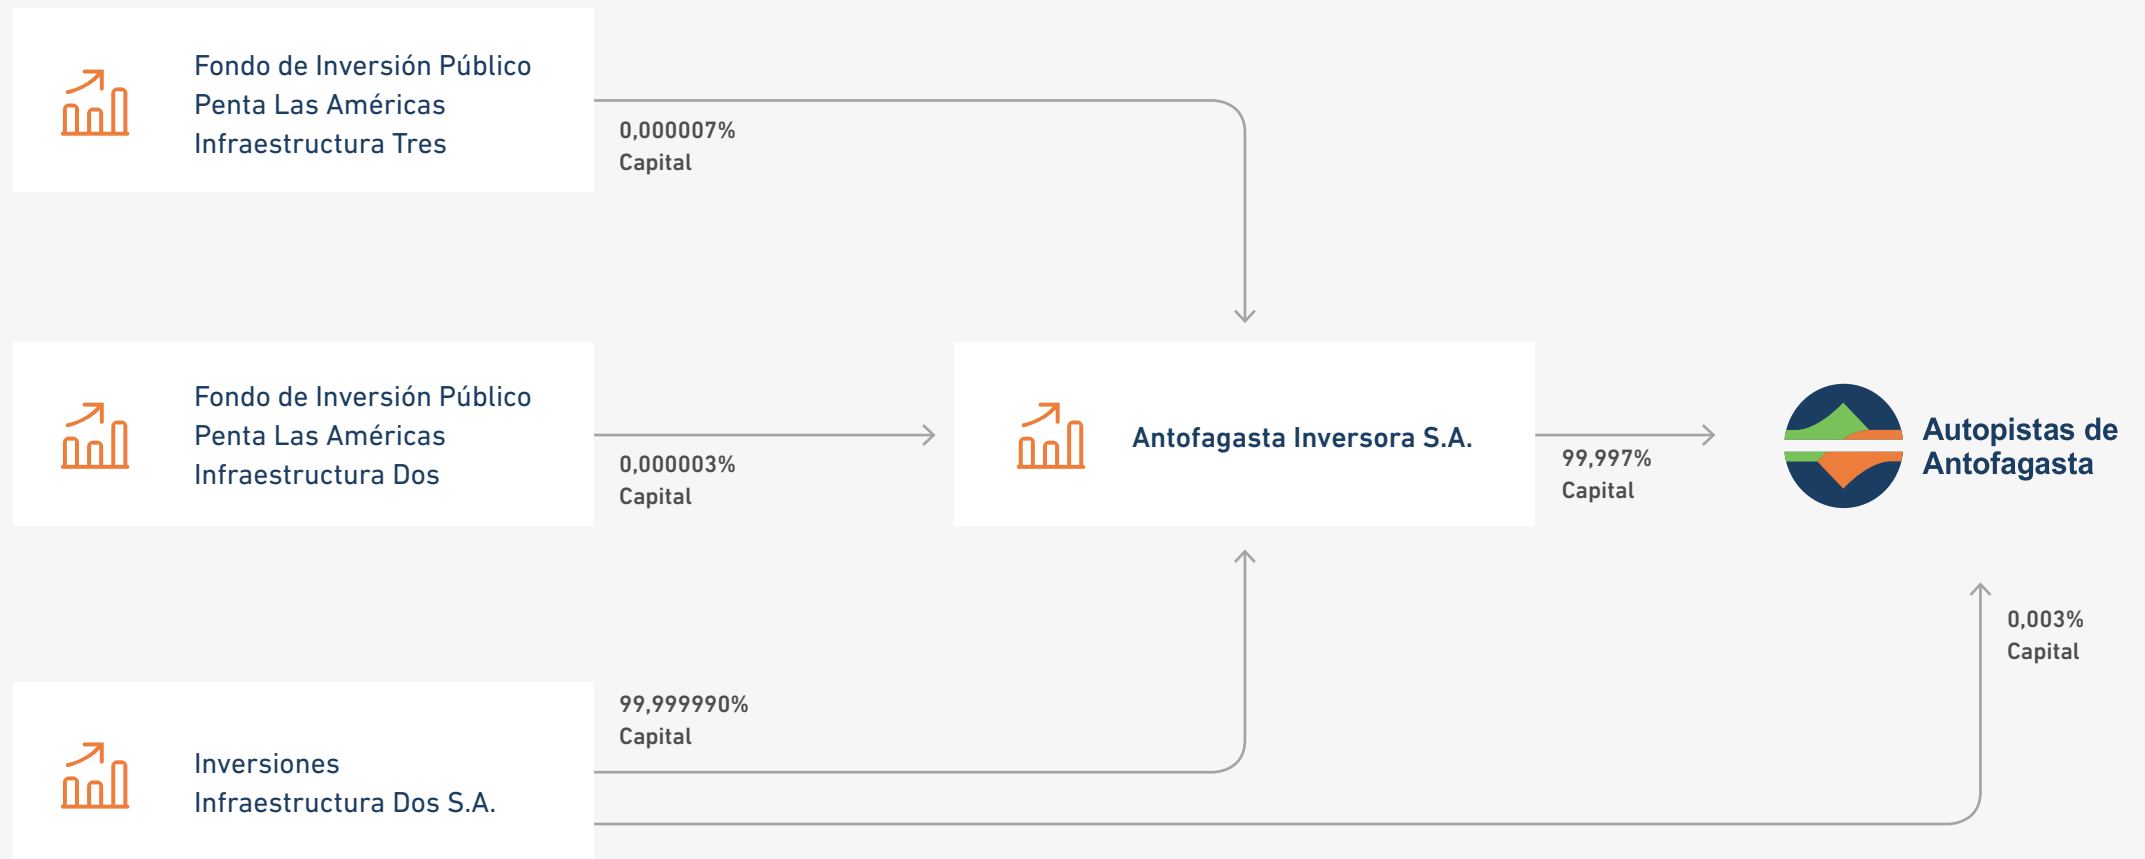 Fondo de Inversión Público
Penta Las Américas
Infraestructura Tres
0,000007%
Capital
Fondo de Inversión Público
Penta Las Américas
Infraestructura Dos
0,000003%
Capital
Antofagasta Inversora S.A.
99,997%
Capital
Autopistas de
Antofagasta
0,003%
Capital
99,999990%
Capital
Inversiones
Infraestructura Dos S.A.